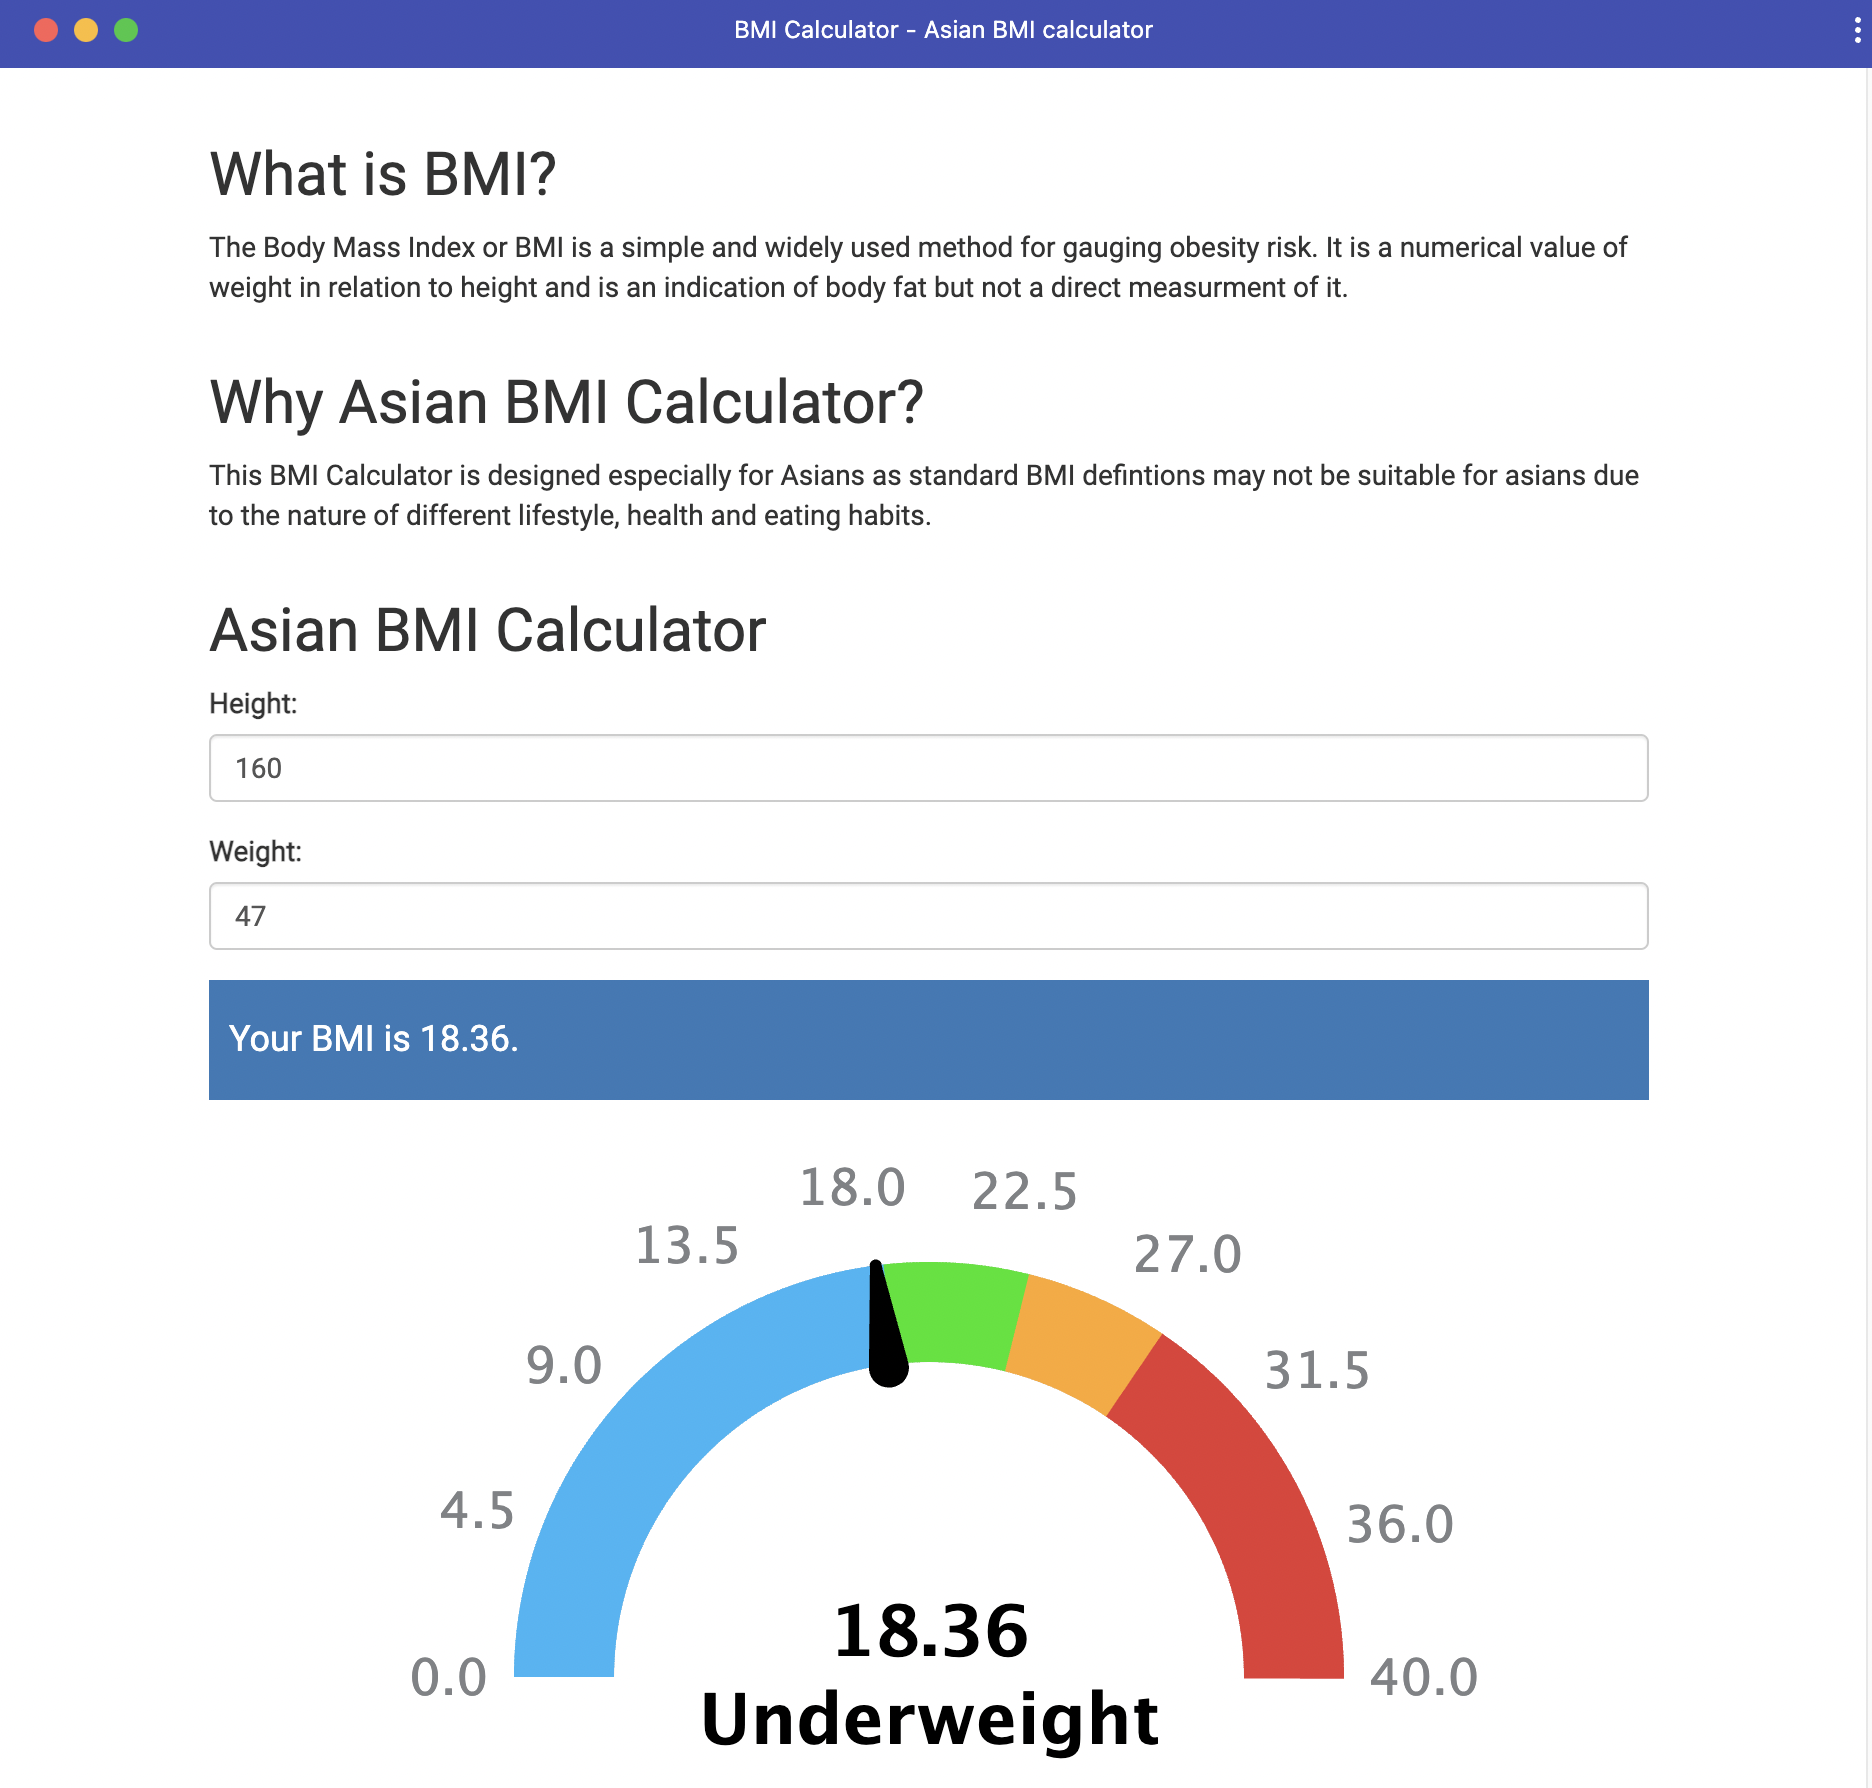 BMI Calculator - Asian BMI calculator
What is BMI?
The Body Mass Index or BMI is a simple and widely used method for gauging obesity risk. It is a numerical value of
weight in relation to height and is an indication of body fat but not a direct measurment of it.
Why Asian BMI Calculator?
This BMI Calculator is designed especially for Asians as standard BMI defintions may not be suitable for asians due
to the nature of different lifestyle, health and eating habits.
Asian BMI Calculator
Height:
160
Weight:
47
Your BMI is 18.36.
0.0
4.5
9.0
13.5
18.0
22.5
27.0
31.5
36.0
40.0
18.36
Underweight